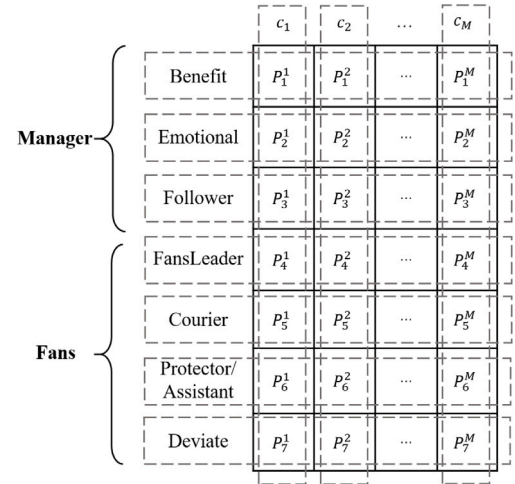 c₁ c₂ … c_M
Benefit P₁¹ P₁² ... P₁ᴹ
Emotional P₂¹ P₂² ... P₂ᴹ
Manager
Follower P₃¹ P₃² ... P₃ᴹ
FansLeader P₄¹ P₄² ... P₄ᴹ
Courier P₅¹ P₅² ... P₅ᴹ
Fans
Protector/
Assistant P₆¹ P₆² ... P₆ᴹ
Deviate P₇¹ P₇² ... P₇ᴹ